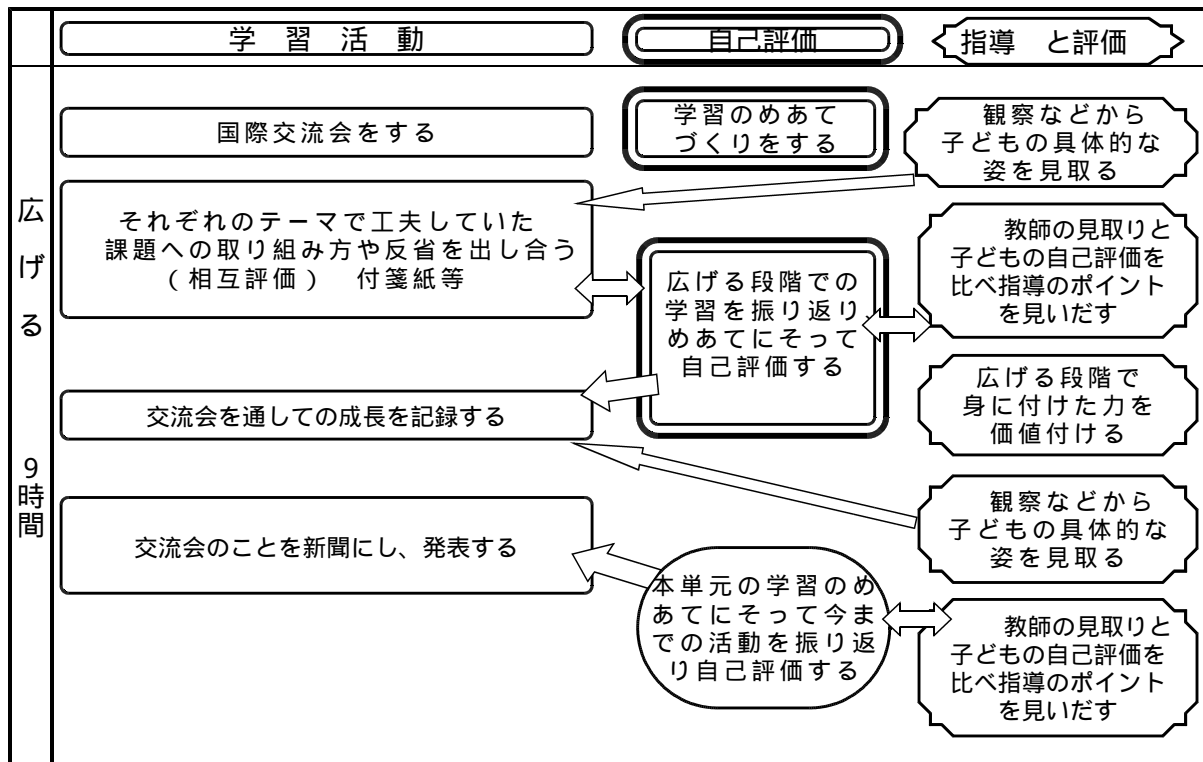 学習活動
自己評価
指導 と評価
広げる
9時間
国際交流会をする
それぞれのテーマで工夫していた
課題への取り組み方や反省を出し合う
(相互評価) 付箋紙等
交流会を通しての成長を記録する
交流会のことを新聞にし、発表する
学習のめあて
づくりをする
広げる段階での
学習を振り返り
めあてにそって
自己評価する
本単元の学習のめ
あてにそって今ま
での活動を振り返
り自己評価する
観察などから
子どもの具体的な
姿を見取る
教師の見取りと
子どもの自己評価を
比べ指導のポイント
を見いだす
広げる段階で
身に付けた力を
価値付ける
観察などから
子どもの具体的な
姿を見取る
教師の見取りと
子どもの自己評価を
比べ指導のポイント
を見いだす